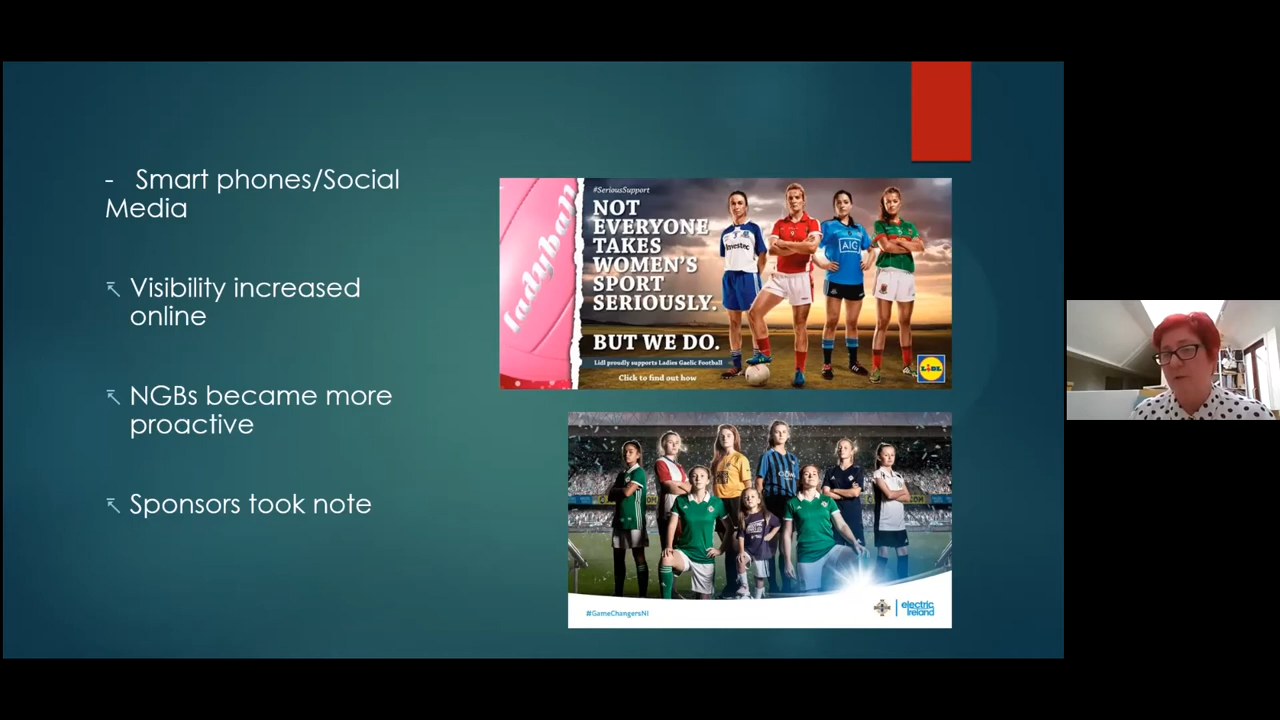 - Smart phones/Social
Media
Visibility increased
online
NGBs became more
proactive
Sponsors took note
ladyball
#SeriousSupport
NOT
EVERYONE
TAKES
WOMEN'S
SPORT
SERIOUSLY.
BUT WE DO.
Lidl proudly supports Ladies Gaelic Football
Click to find out how
Investec
AIG
LIDL
#GameChangersNI
electric
Ireland